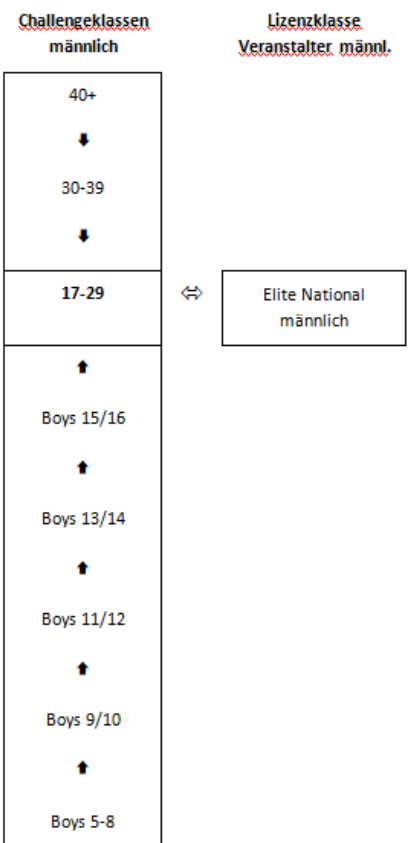 Challengeklassen
männlich
Lizenzklasse
Veranstalter männl.
40+
30-39
17-29
Elite National
männlich
Boys 15/16
Boys 13/14
Boys 11/12
Boys 9/10
Boys 5-8